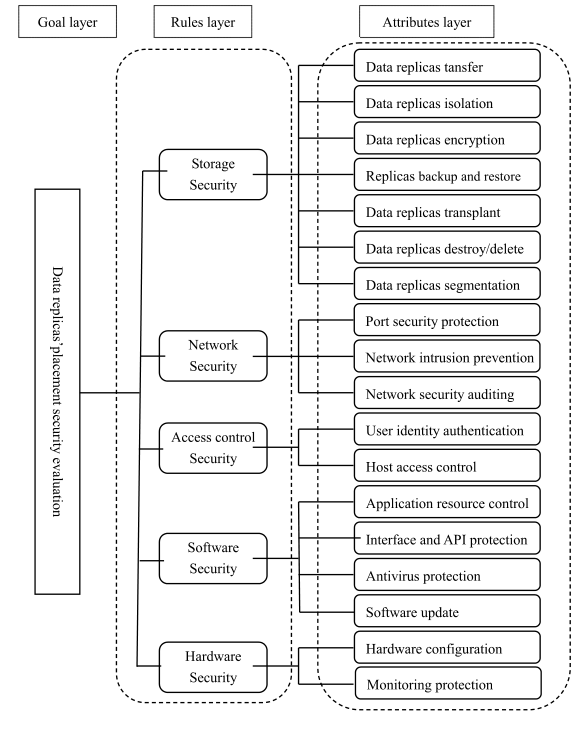 Goal layer
Rules layer
Attributes layer
Data replicas'placement security evaluation
Storage
Security
Network
Security
Access control
Security
Software
Security
Hardware
Security
Data replicas tansfer
Data replicas isolation
Data replicas encryption
Replicas backup and restore
Data replicas transplant
Data replicas destroy/delete
Data replicas segmentation
Port security protection
Network intrusion prevention
Network security auditing
User identity authentication
Host access control
Application resource control
Interface and API protection
Antivirus protection
Software update
Hardware configuration
Monitoring protection